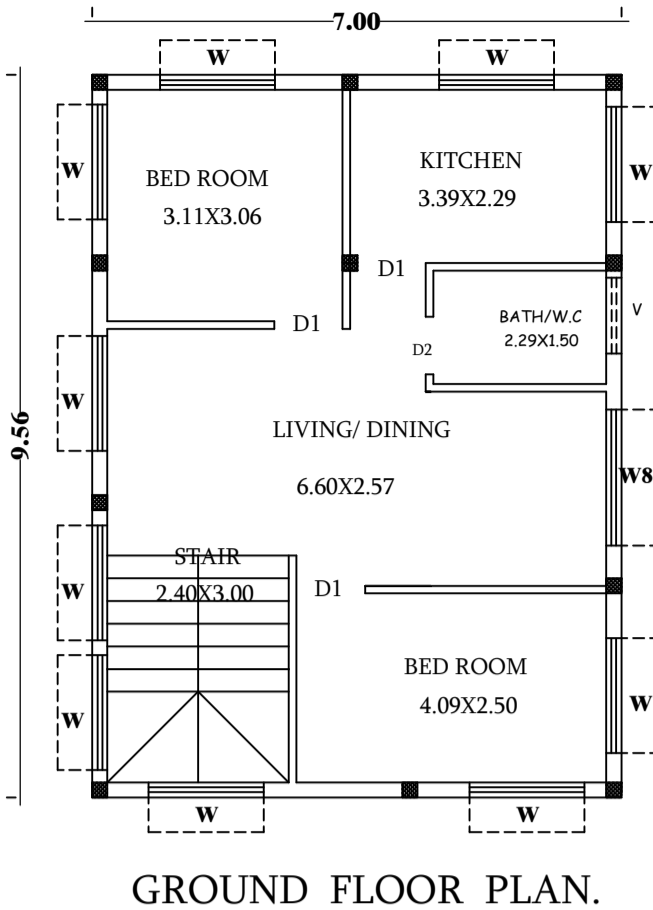 7.00
W
W
W
W
BED ROOM
3.11X3.06
KITCHEN
3.39X2.29
D1
D1
BATH/W.C
2.29X1.50
V
D2
W
9.56
LIVING/ DINING
6.60X2.57
W8
STAIR
2.40X3.00
W
D1
BED ROOM
4.09X2.50
W
W
W
W
GROUND FLOOR PLAN.